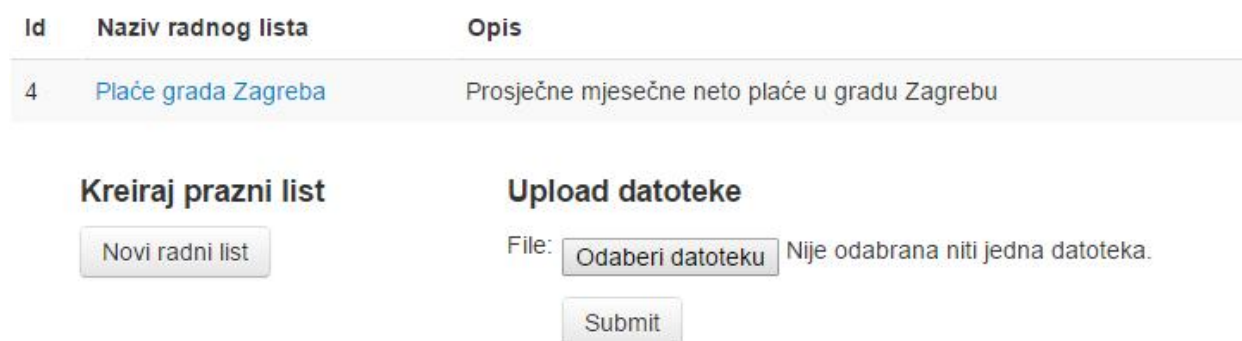 Id Naziv radnog lista Opis
4 Plaće grada Zagreba Prosječne mjesečne neto plaće u gradu Zagrebu
Kreiraj prazni list Upload datoteke
Novi radni list File: Odaberi datoteku Nije odabrana niti jedna datoteka.
Submit